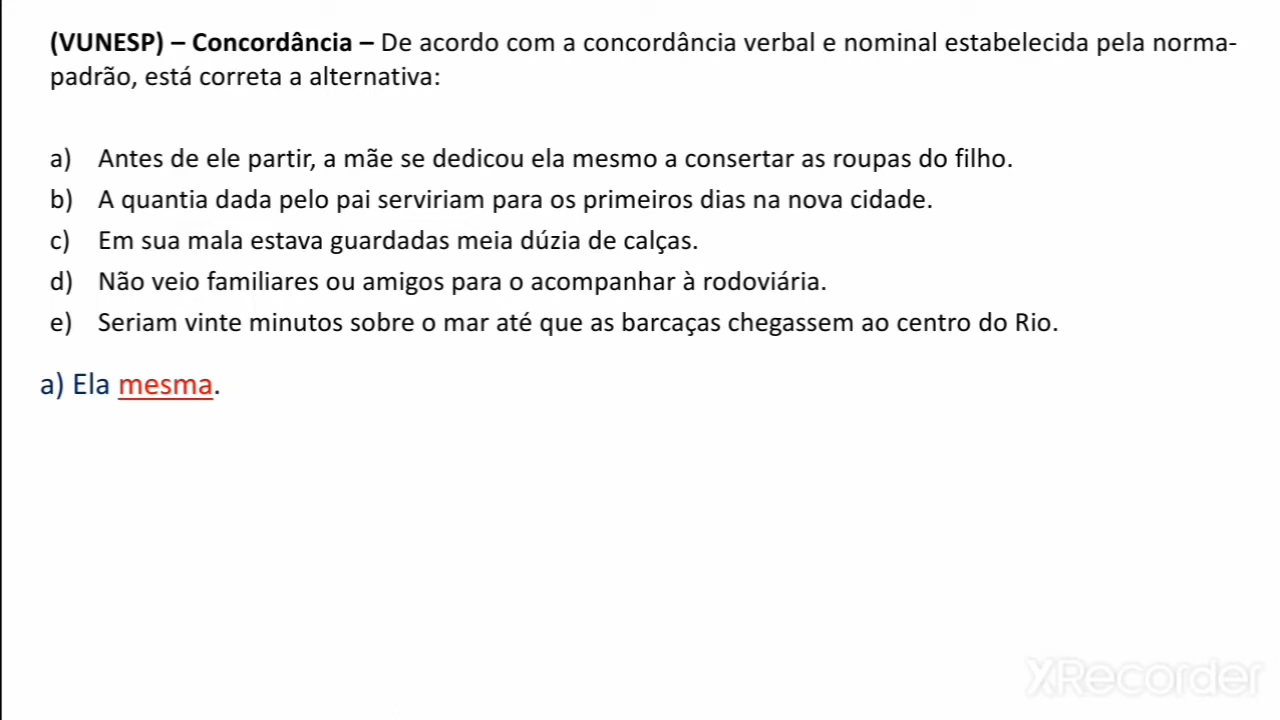 (VUNESP) – Concordância – De acordo com a concordância verbal e nominal estabelecida pela norma-
padrão, está correta a alternativa:
a) Antes de ele partir, a mãe se dedicou ela mesmo a consertar as roupas do filho.
b) A quantia dada pelo pai serviriam para os primeiros dias na nova cidade.
c) Em sua mala estava guardadas meia dúzia de calças.
d) Não veio familiares ou amigos para o acompanhar à rodoviária.
e) Seriam vinte minutos sobre o mar até que as barcaças chegassem ao centro do Rio.
a) Ela mesma.
XRecorder